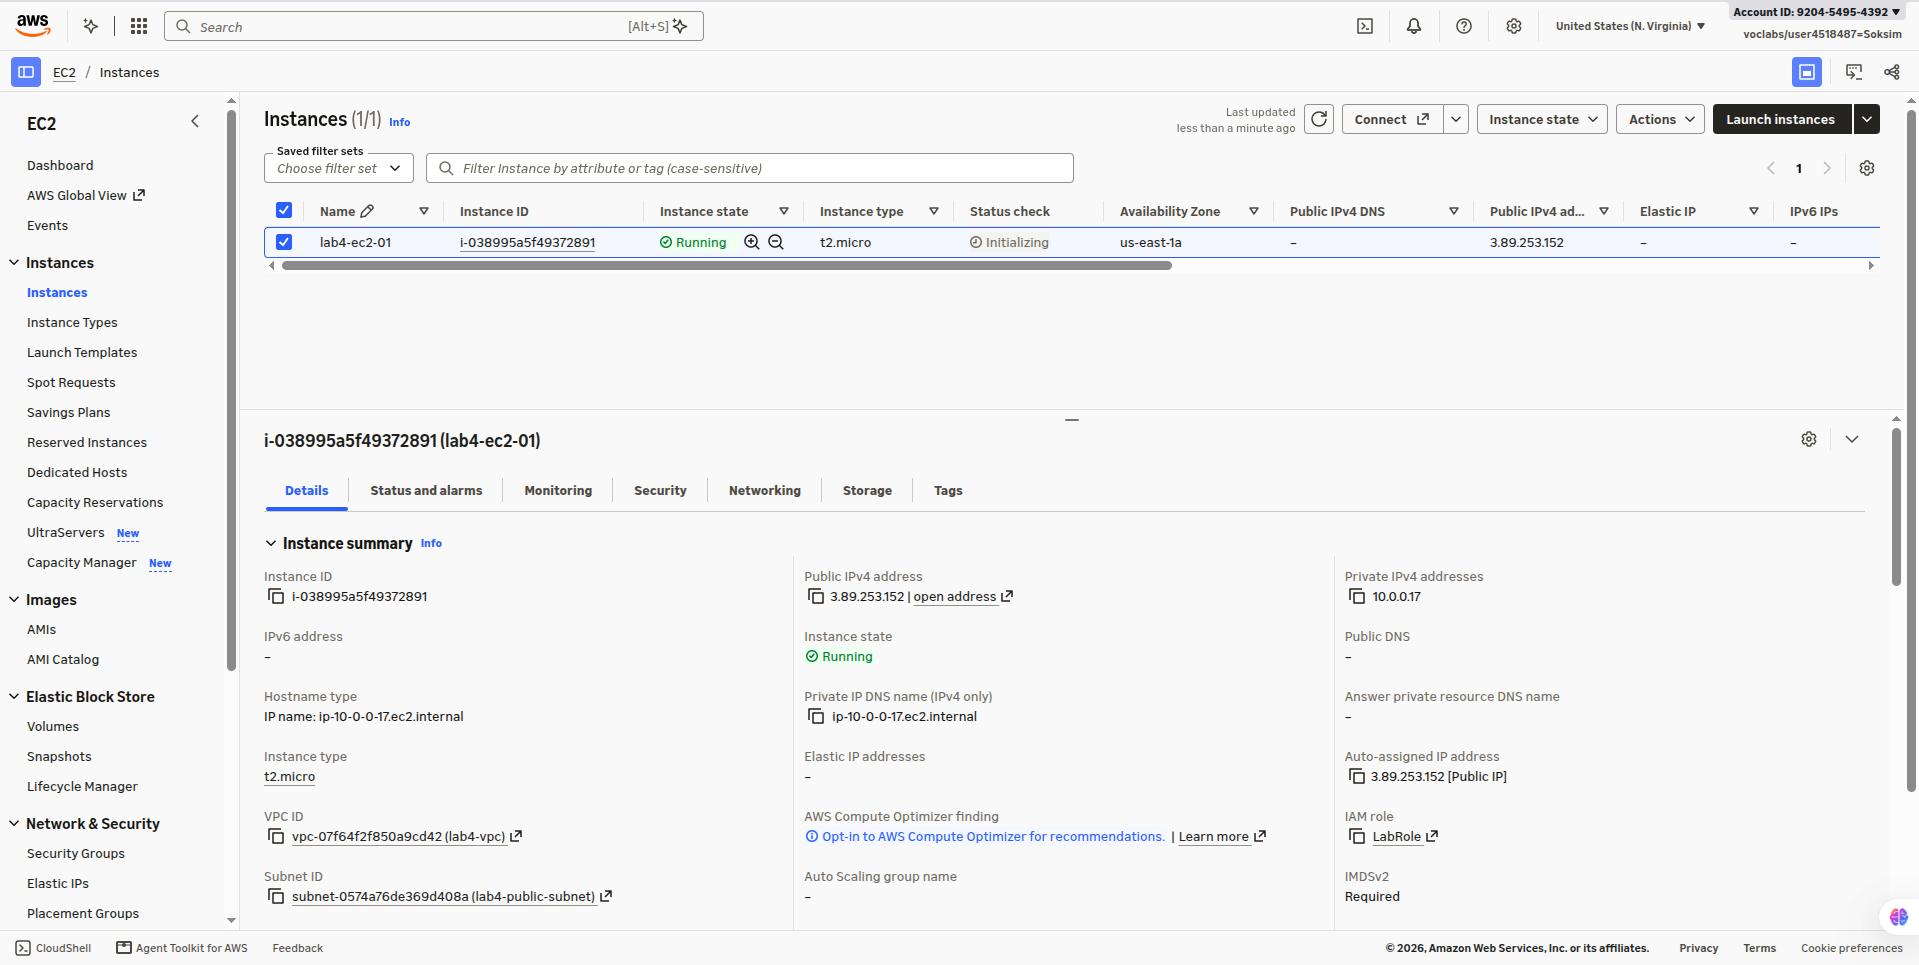 aws
Search [Alt+S]
United States (N. Virginia)
Account ID: 9204-5495-4392
voclabs/user4518487=Soksim
EC2 / Instances
EC2
Dashboard
AWS Global View
Events
Instances
Instances
Instance Types
Launch Templates
Spot Requests
Savings Plans
Reserved Instances
Dedicated Hosts
Capacity Reservations
UltraServers New
Capacity Manager New
Images
AMIs
AMI Catalog
Elastic Block Store
Volumes
Snapshots
Lifecycle Manager
Network & Security
Security Groups
Elastic IPs
Placement Groups
Instances (1/1) Info
Last updated
less than a minute ago
Connect
Instance state
Actions
Launch instances
Saved filter sets
Choose filter set
Filter Instance by attribute or tag (case-sensitive)
1
Name Instance ID Instance state Instance type Status check Availability Zone Public IPv4 DNS Public IPv4 ad... Elastic IP IPv6 IPs
lab4-ec2-01 i-038995a5f49372891 Running t2.micro Initializing us-east-1a – 3.89.253.152 – –
i-038995a5f49372891 (lab4-ec2-01)
Details Status and alarms Monitoring Security Networking Storage Tags
Instance summary Info
Instance ID
i-038995a5f49372891
Public IPv4 address
3.89.253.152 | open address
Private IPv4 addresses
10.0.0.17
IPv6 address
–
Instance state
Running
Public DNS
–
Hostname type
IP name: ip-10-0-0-17.ec2.internal
Private IP DNS name (IPv4 only)
ip-10-0-0-17.ec2.internal
Answer private resource DNS name
–
Instance type
t2.micro
Elastic IP addresses
–
Auto-assigned IP address
3.89.253.152 [Public IP]
VPC ID
vpc-07f64f2f850a9cd42 (lab4-vpc)
AWS Compute Optimizer finding
Opt-in to AWS Compute Optimizer for recommendations. | Learn more
IAM role
LabRole
Subnet ID
subnet-0574a76de369d408a (lab4-public-subnet)
Auto Scaling group name
–
IMDSv2
Required
CloudShell Agent Toolkit for AWS Feedback
© 2026, Amazon Web Services, Inc. or its affiliates. Privacy Terms Cookie preferences